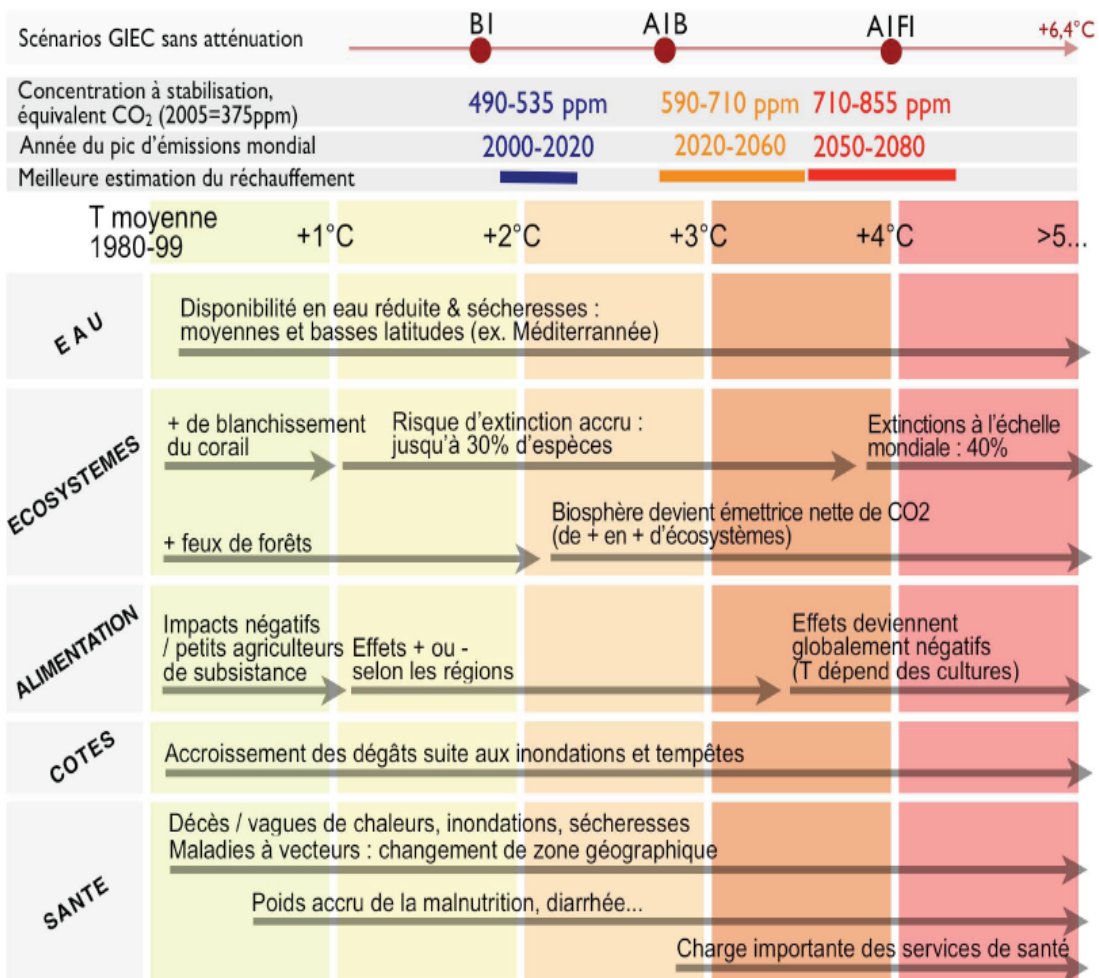 Scénarios GIEC sans atténuation
B1 A1B A1FI +6,4°C
Concentration à stabilisation,
équivalent CO₂ (2005=375ppm)
490-535 ppm 590-710 ppm 710-855 ppm
Année du pic d'émissions mondial
2000-2020 2020-2060 2050-2080
Meilleure estimation du réchauffement
T moyenne
1980-99
+1°C +2°C +3°C +4°C >5...
EAU
Disponibilité en eau réduite & sécheresses :
moyennes et basses latitudes (ex. Méditerrannée)
ECOSYSTEMES
+ de blanchissement
du corail
Risque d'extinction accru :
jusqu'à 30% d'espèces
Extinctions à l'échelle
mondiale : 40%
+ feux de forêts
Biosphère devient émettrice nette de CO2
(de + en + d'écosystèmes)
ALIMENTATION
Impacts négatifs
/ petits agriculteurs
de subsistance
Effets + ou -
selon les régions
Effets deviennent
globalement négatifs
(T dépend des cultures)
COTES
Accroissement des dégâts suite aux inondations et tempêtes
SANTE
Décès / vagues de chaleurs, inondations, sécheresses
Maladies à vecteurs : changement de zone géographique
Poids accru de la malnutrition, diarrhée...
Charge importante des services de santé